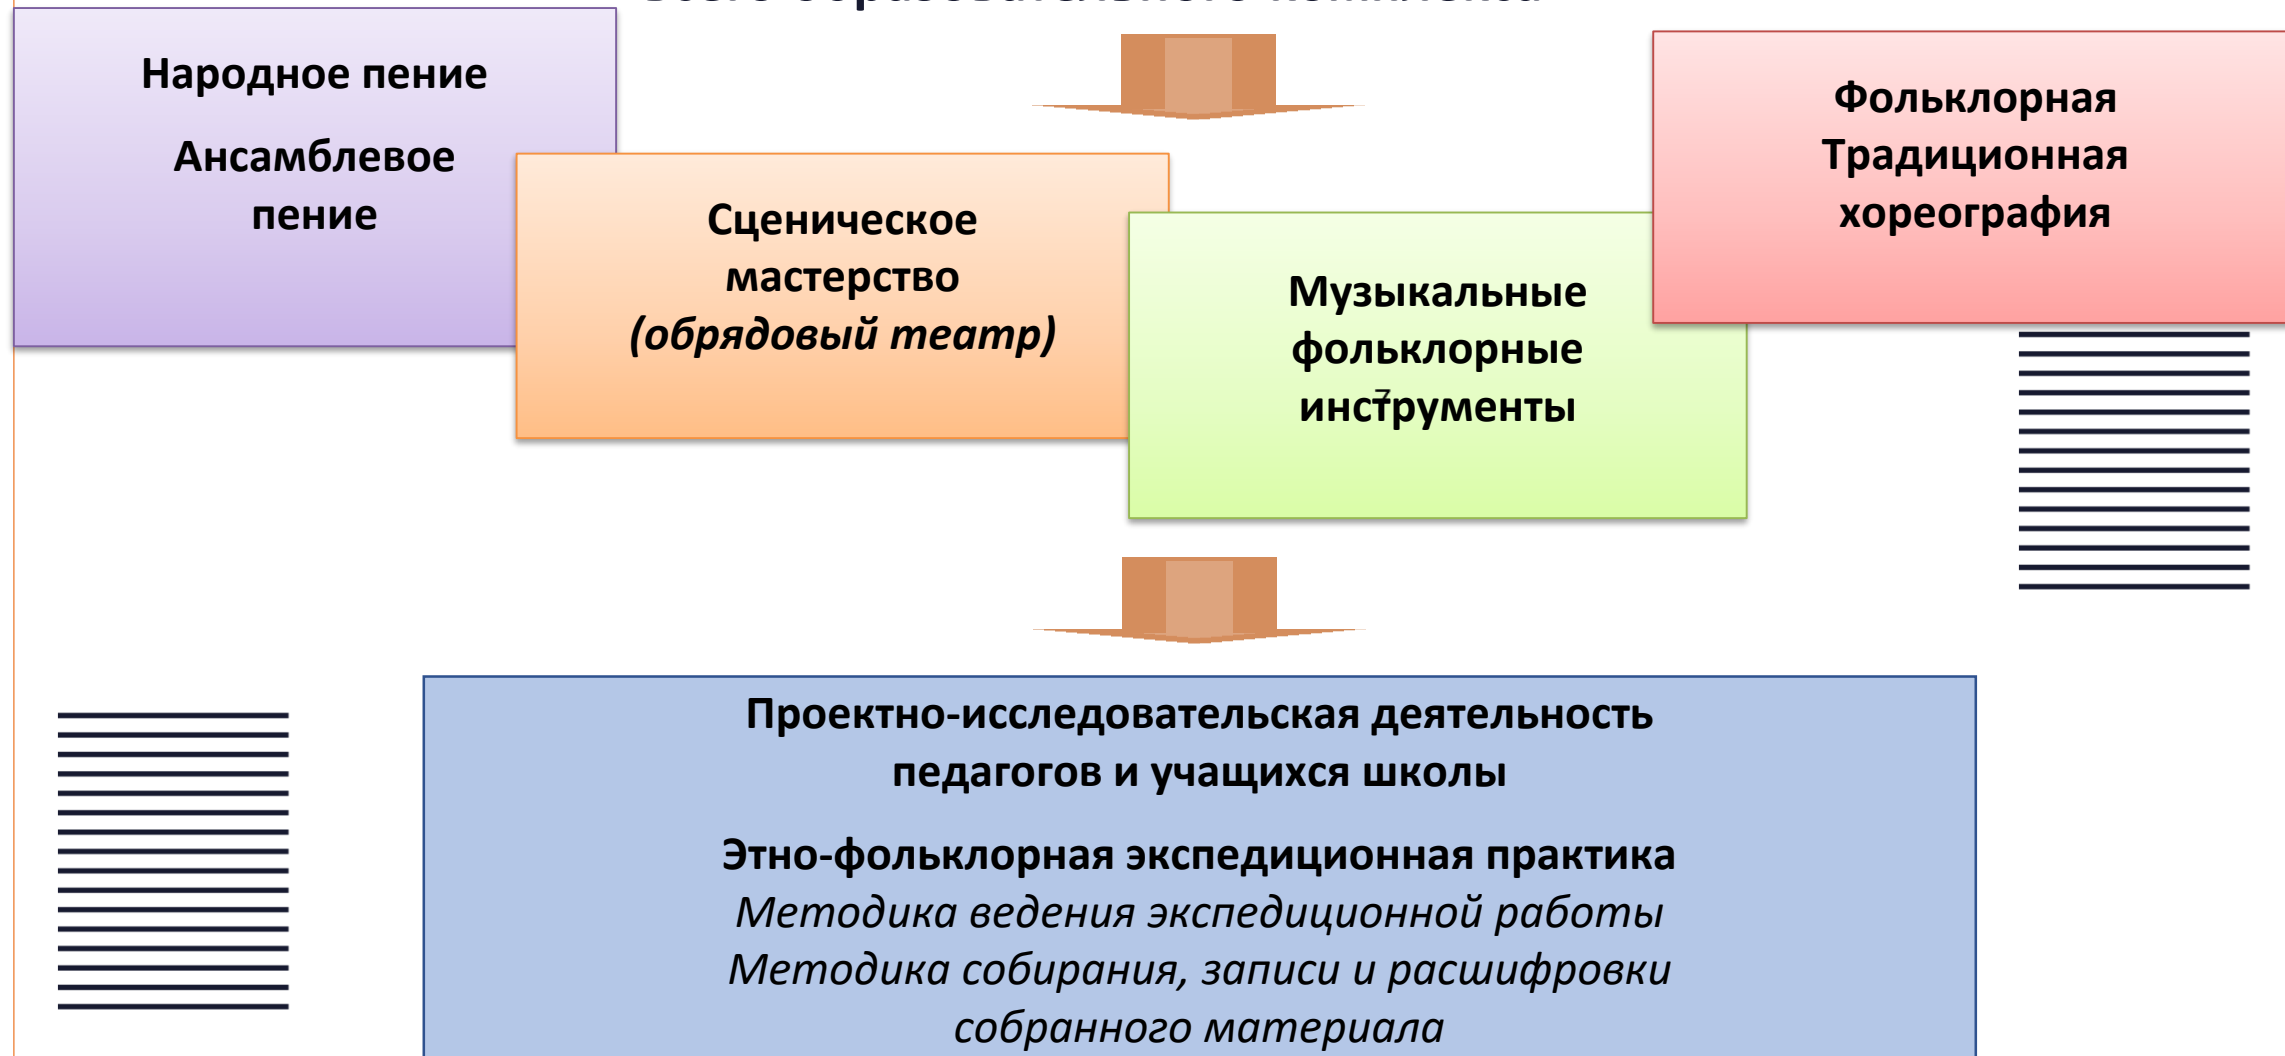 Народное пение
Ансамблевое
пение
Сценическое
мастерство
(обрядовый театр)
Музыкальные
фольклорные
инструменты
7
Фольклорная
Традиционная
хореография
Проектно-исследовательская деятельность
педагогов и учащихся школы
Этно-фольклорная экспедиционная практика
Методика ведения экспедиционной работы
Методика собирания, записи и расшифровки
собранного материала